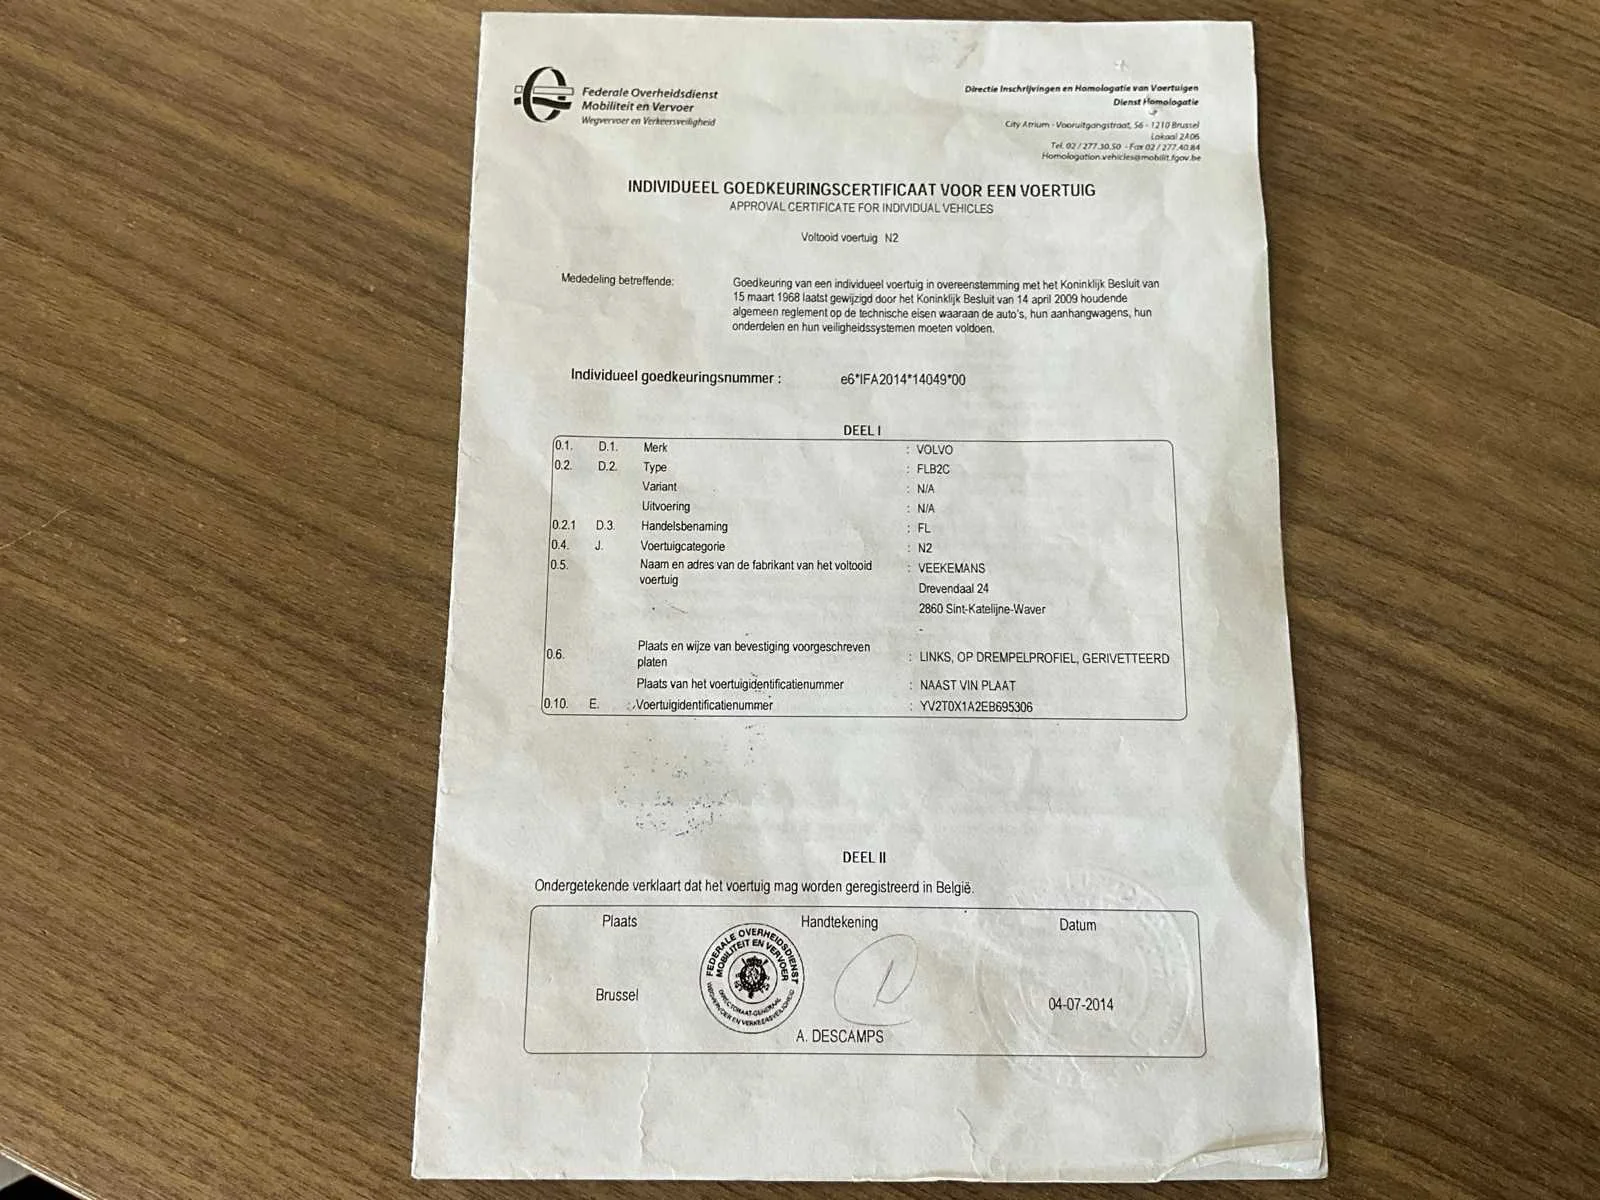 Federale Overheidsdienst
Mobiliteit en Vervoer
Wegvervoer en Verkeersveiligheid
Directie Inschrijvingen en Homologatie van Voertuigen
Dienst Homologatie
City Atrium - Vooruitgangstraat, 56 - 1210 Brussel
Lokaal 2A06
Tel. 02 / 277.30.50 - Fax 02 / 277.40.84
Homologation.vehicles@mobilit.fgov.be
INDIVIDUEEL GOEDKEURINGSCERTIFICAAT VOOR EEN VOERTUIG
APPROVAL CERTIFICATE FOR INDIVIDUAL VEHICLES
Voltooid voertuig N2
Mededeling betreffende: Goedkeuring van een individueel voertuig in overeenstemming met het Koninklijk Besluit van
15 maart 1968 laatst gewijzigd door het Koninklijk Besluit van 14 april 2009 houdende
algemeen reglement op de technische eisen waaraan de auto's, hun aanhangwagens, hun
onderdelen en hun veiligheidssystemen moeten voldoen.
Individueel goedkeuringsnummer : e6*IFA2014*14049*00
DEEL I
0.1. D.1. Merk : VOLVO
0.2. D.2. Type : FLB2C
Variant : N/A
Uitvoering : N/A
0.2.1 D.3. Handelsbenaming : FL
0.4. J. Voertuigcategorie : N2
0.5. Naam en adres van de fabrikant van het voltooid : VEEKEMANS
voertuig
Drevendaal 24
2860 Sint-Katelijne-Waver
-
0.6. Plaats en wijze van bevestiging voorgeschreven
platen : LINKS, OP DREMPELPROFIEL, GERIVETTEERD
Plaats van het voertuigidentificatienummer : NAAST VIN PLAAT
0.10. E. Voertuigidentificatienummer : YV2T0X1A2EB695306
DEEL II
Ondergetekende verklaart dat het voertuig mag worden geregistreerd in België.
Plaats Handtekening Datum
FEDERALE OVERHEIDSDIENST
MOBILITEIT EN VERVOER
DIRECTORAAT-GENERAAL
WEGVERVOER EN VERKEERSVEILIGHEID
Brussel 04-07-2014
A. DESCAMPS